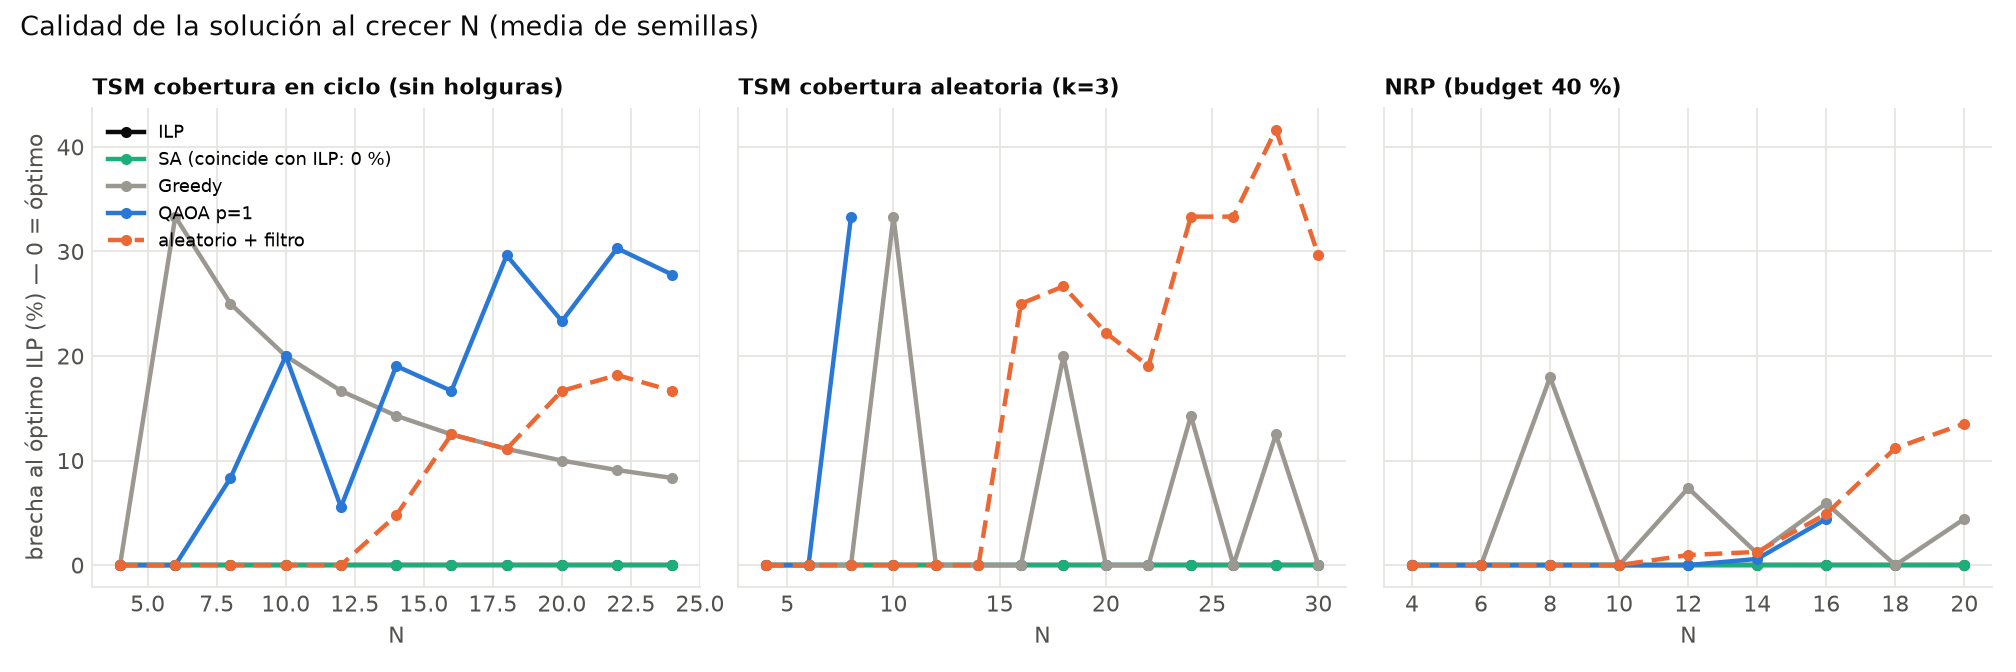 Calidad de la solución al crecer N (media de semillas)
TSM cobertura en ciclo (sin holguras)
TSM cobertura aleatoria (k=3)
NRP (budget 40 %)
brecha al óptimo ILP (%) — 0 = óptimo
40
30
20
10
0
ILP
SA (coincide con ILP: 0 %)
Greedy
QAOA p=1
aleatorio + filtro
5.0 7.5 10.0 12.5 15.0 17.5 20.0 22.5 25.0
5 10 15 20 25 30
4 6 8 10 12 14 16 18 20
N
N
N